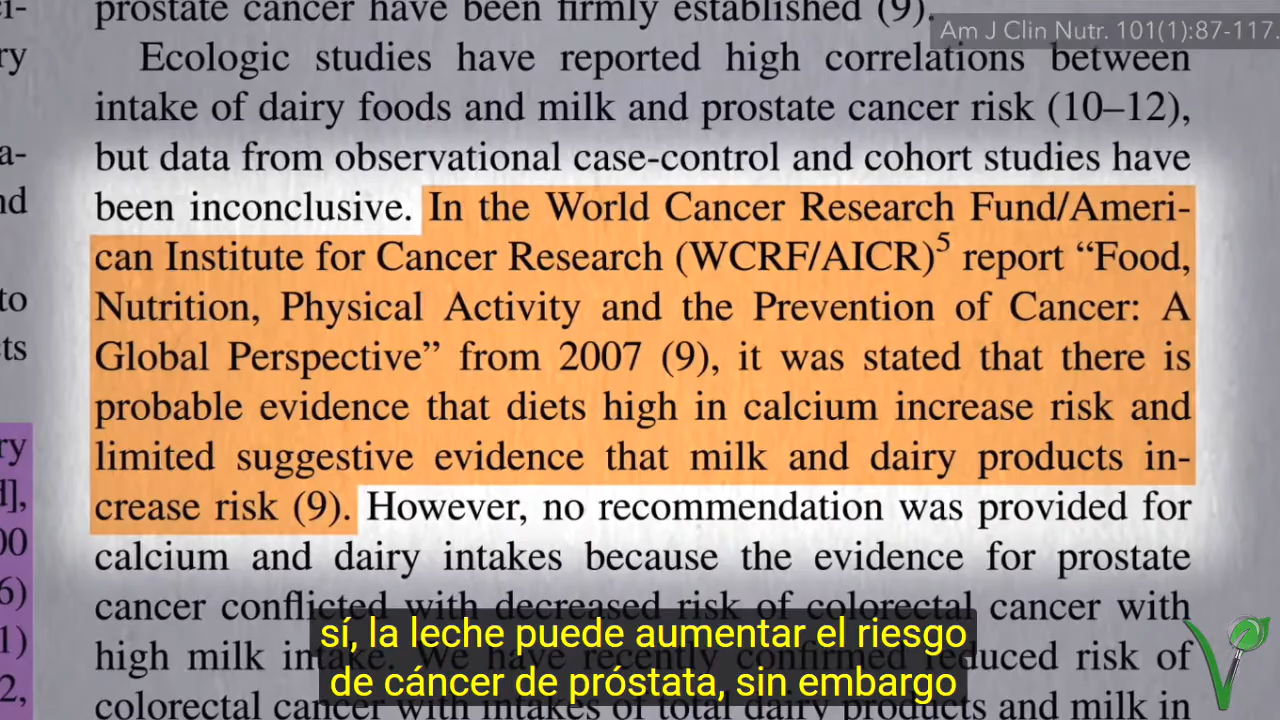 prostate cancer have been firmly established (9).
Am J Clin Nutr. 101(1):87-117.
Ecologic studies have reported high correlations between
intake of dairy foods and milk and prostate cancer risk (10–12),
but data from observational case-control and cohort studies have
been inconclusive. In the World Cancer Research Fund/Ameri-
can Institute for Cancer Research (WCRF/AICR)⁵ report “Food,
Nutrition, Physical Activity and the Prevention of Cancer: A
Global Perspective” from 2007 (9), it was stated that there is
probable evidence that diets high in calcium increase risk and
limited suggestive evidence that milk and dairy products in-
crease risk (9). However, no recommendation was provided for
calcium and dairy intakes because the evidence for prostate
cancer conflicted with decreased risk of colorectal cancer with
high milk intake. We have recently confirmed reduced risk of
colorectal cancer with intakes of total dairy products and milk in
sí, la leche puede aumentar el riesgo
de cáncer de próstata, sin embargo